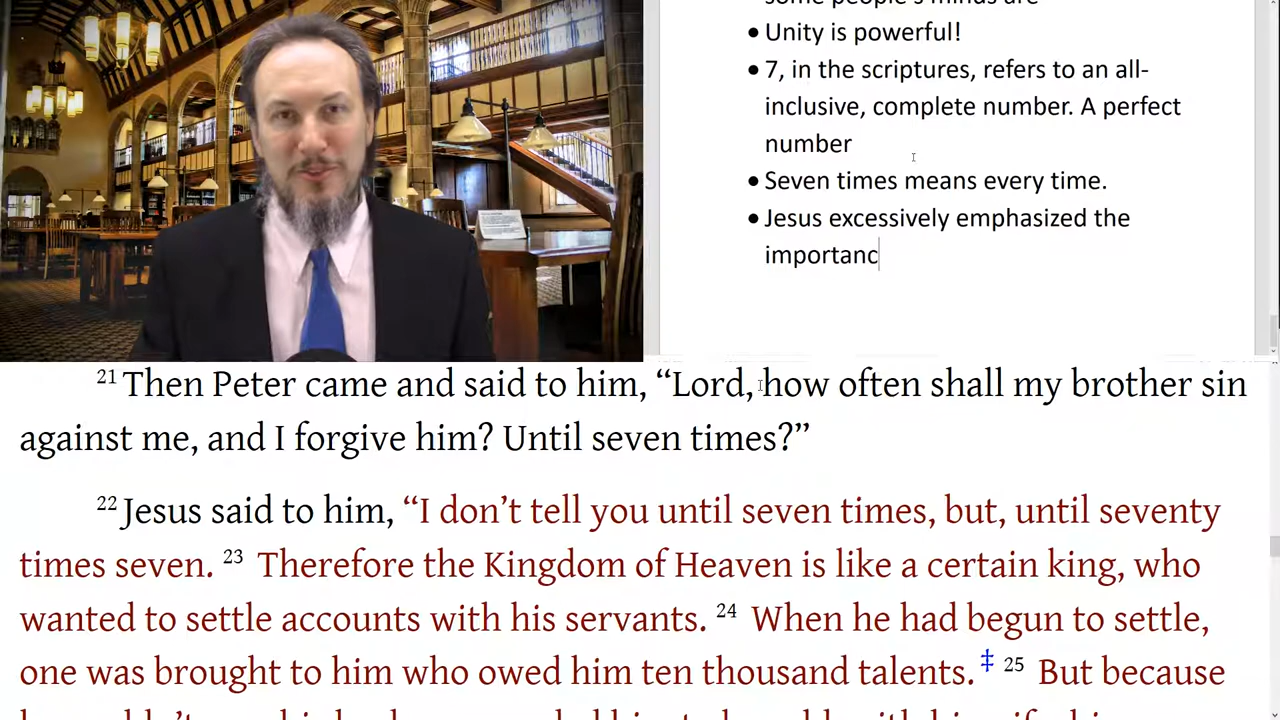 some people's minds are
• Unity is powerful!
• 7, in the scriptures, refers to an all-
inclusive, complete number. A perfect
number
• Seven times means every time.
• Jesus excessively emphasized the
importanc
21 Then Peter came and said to him, “Lord, how often shall my brother sin
against me, and I forgive him? Until seven times?”
22 Jesus said to him, “I don’t tell you until seven times, but, until seventy
times seven. 23 Therefore the Kingdom of Heaven is like a certain king, who
wanted to settle accounts with his servants. 24 When he had begun to settle,
one was brought to him who owed him ten thousand talents.‡ 25 But because